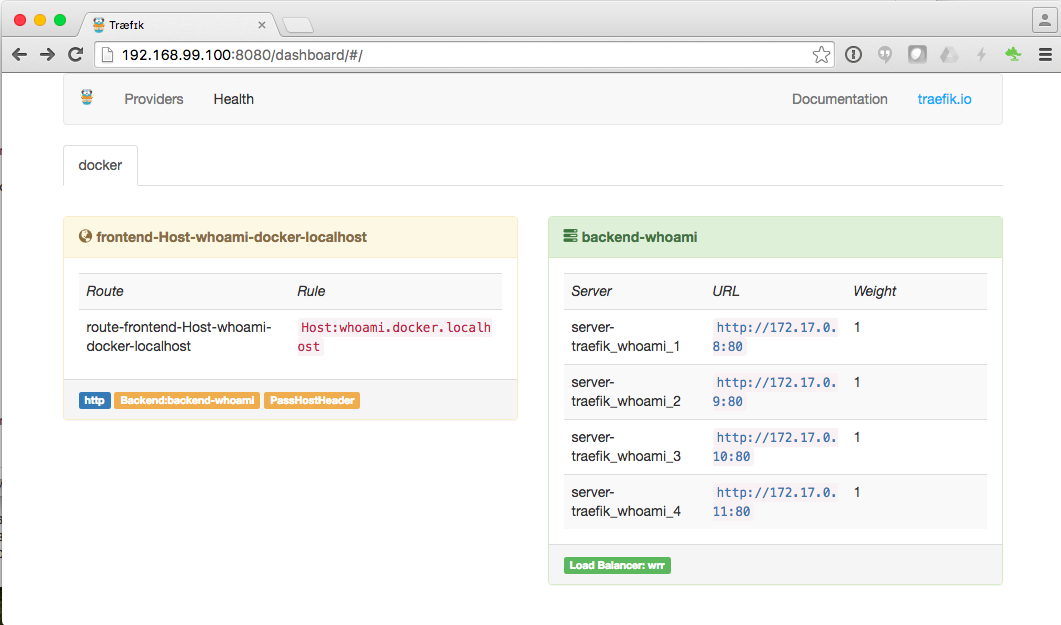 Træfɪk
192.168.99.100:8080/dashboard/#/
Providers Health Documentation traefik.io
docker
frontend-Host-whoami-docker-localhost
Route Rule
route-frontend-Host-whoami-
docker-localhost
Host:whoami.docker.localh
ost
http Backend:backend-whoami PassHostHeader
backend-whoami
Server URL Weight
server-
traefik_whoami_1
http://172.17.0.
8:80
1
server-
traefik_whoami_2
http://172.17.0.
9:80
1
server-
traefik_whoami_3
http://172.17.0.
10:80
1
server-
traefik_whoami_4
http://172.17.0.
11:80
1
Load Balancer: wrr